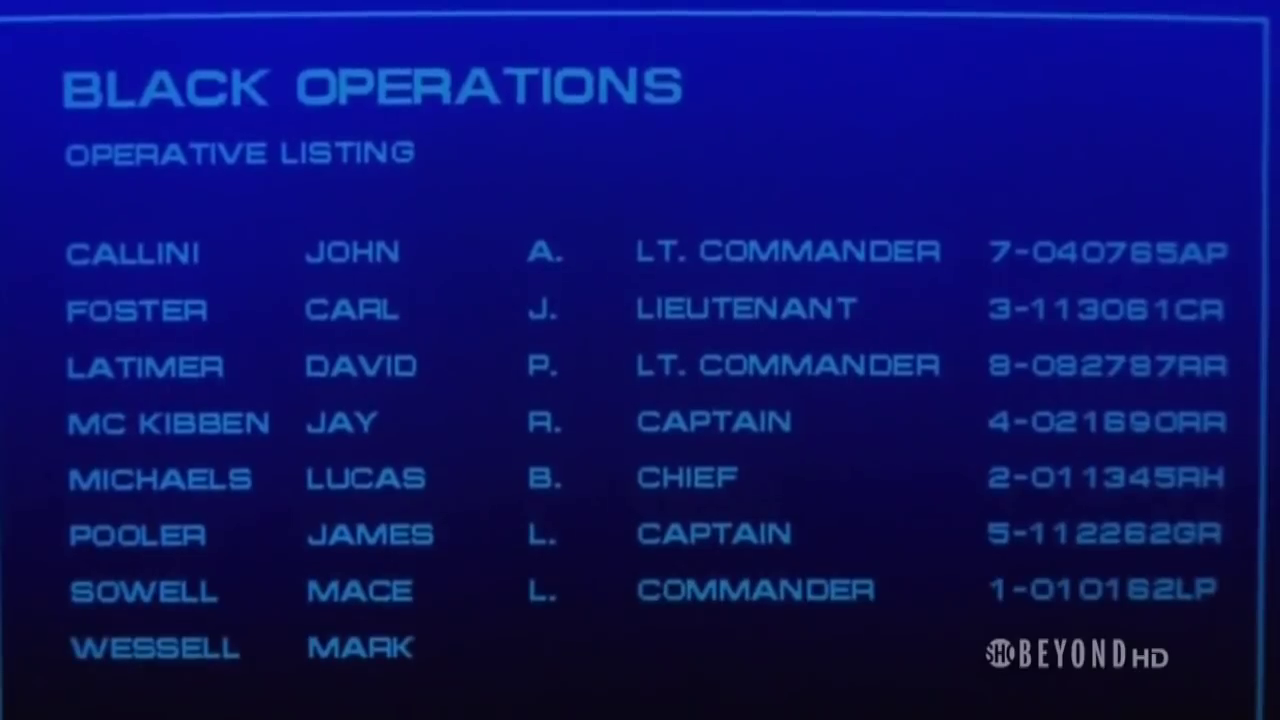 BLACK OPERATIONS
OPERATIVE LISTING
CALLINI JOHN A. LT. COMMANDER 7-040765AP
FOSTER CARL J. LIEUTENANT 3-113061CR
LATIMER DAVID P. LT. COMMANDER 8-082787RR
MC KIBBEN JAY R. CAPTAIN 4-021690RR
MICHAELS LUCAS B. CHIEF 2-011345RH
POOLER JAMES L. CAPTAIN 5-112262GR
SOWELL MACE L. COMMANDER 1-010162LP
WESSELL MARK
SHO BEYOND HD